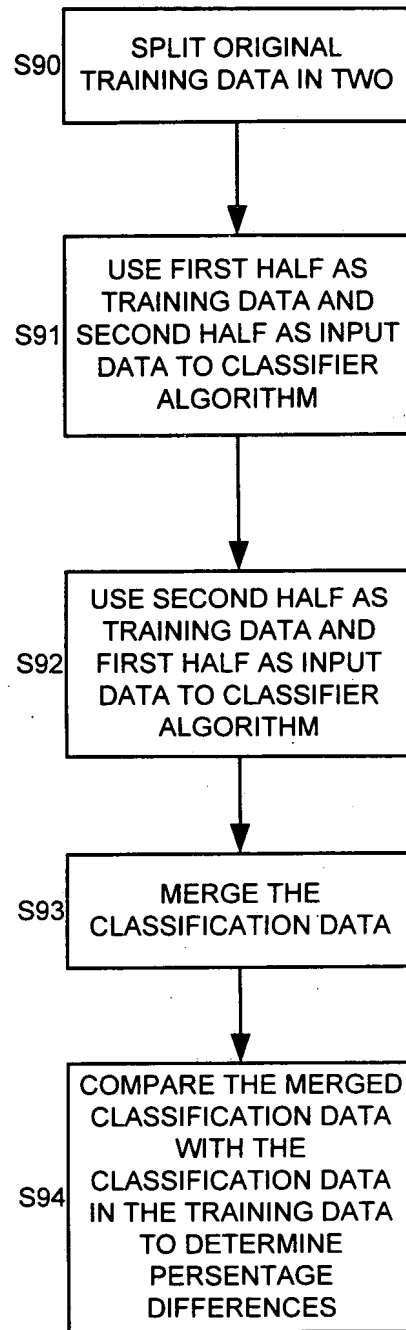 S90
SPLIT ORIGINAL
TRAINING DATA IN TWO
S91
USE FIRST HALF AS
TRAINING DATA AND
SECOND HALF AS INPUT
DATA TO CLASSIFIER
ALGORITHM
S92
USE SECOND HALF AS
TRAINING DATA AND
FIRST HALF AS INPUT
DATA TO CLASSIFIER
ALGORITHM
S93
MERGE THE
CLASSIFICATION DATA
S94
COMPARE THE MERGED
CLASSIFICATION DATA
WITH THE
CLASSIFICATION DATA
IN THE TRAINING DATA
TO DETERMINE
PERSENTAGE
DIFFERENCES